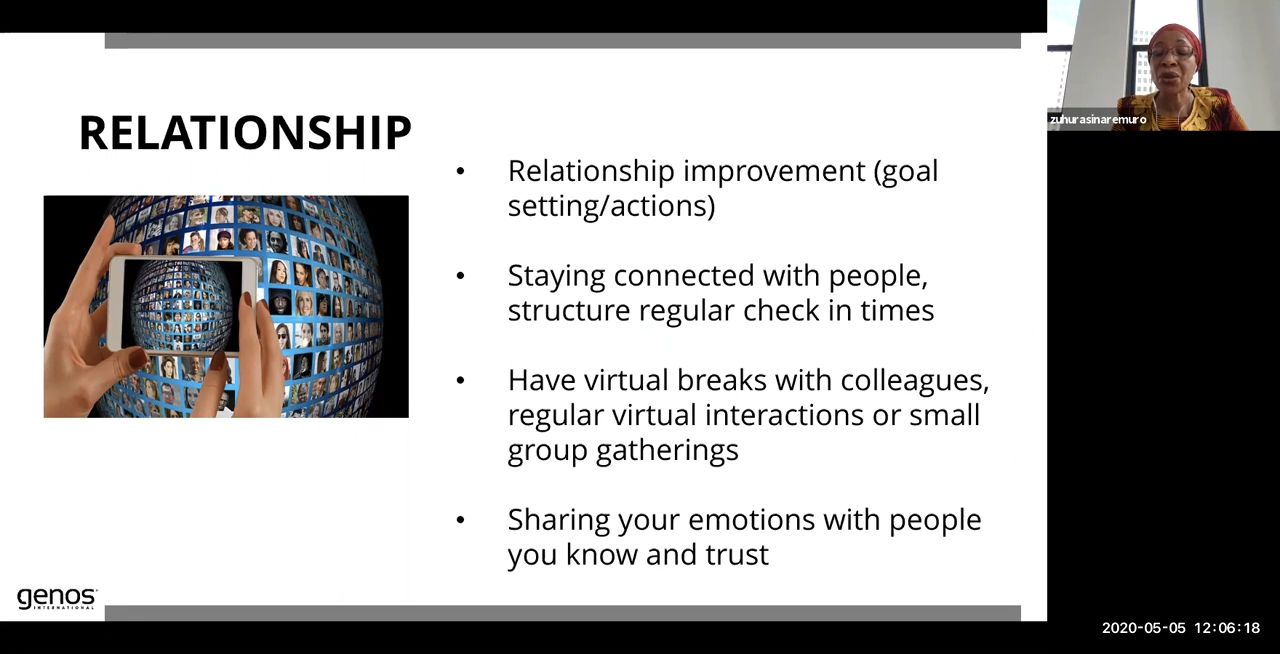 RELATIONSHIP
• Relationship improvement (goal
setting/actions)
• Staying connected with people,
structure regular check in times
• Have virtual breaks with colleagues,
regular virtual interactions or small
group gatherings
• Sharing your emotions with people
you know and trust
genos
INTERNATIONAL
zuhurasinaremuro
2020-05-05 12:06:18